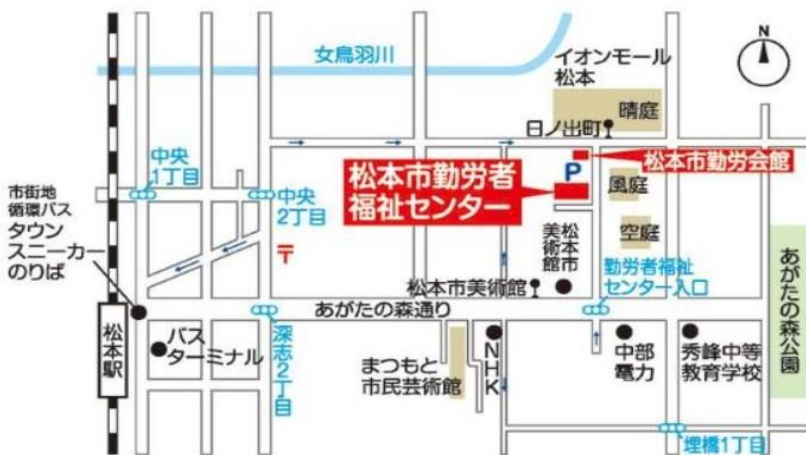 女鳥羽川
イオンモール
松本
晴庭
N
日ノ出町
松本市勤労会館
P
松本市勤労者
福祉センター
風庭
空庭
中央
1丁目
中央
2丁目
市街地
循環バス
タウン
スニーカー
のりば
〒
松本市
美術館
勤労者福祉
センター入口
松本市美術館
あがたの森通り
あがたの森公園
松本駅
バス
ターミナル
深志2丁目
まつもと
市民芸術館
NHK
中部
電力
秀峰中等
教育学校
埋橋1丁目